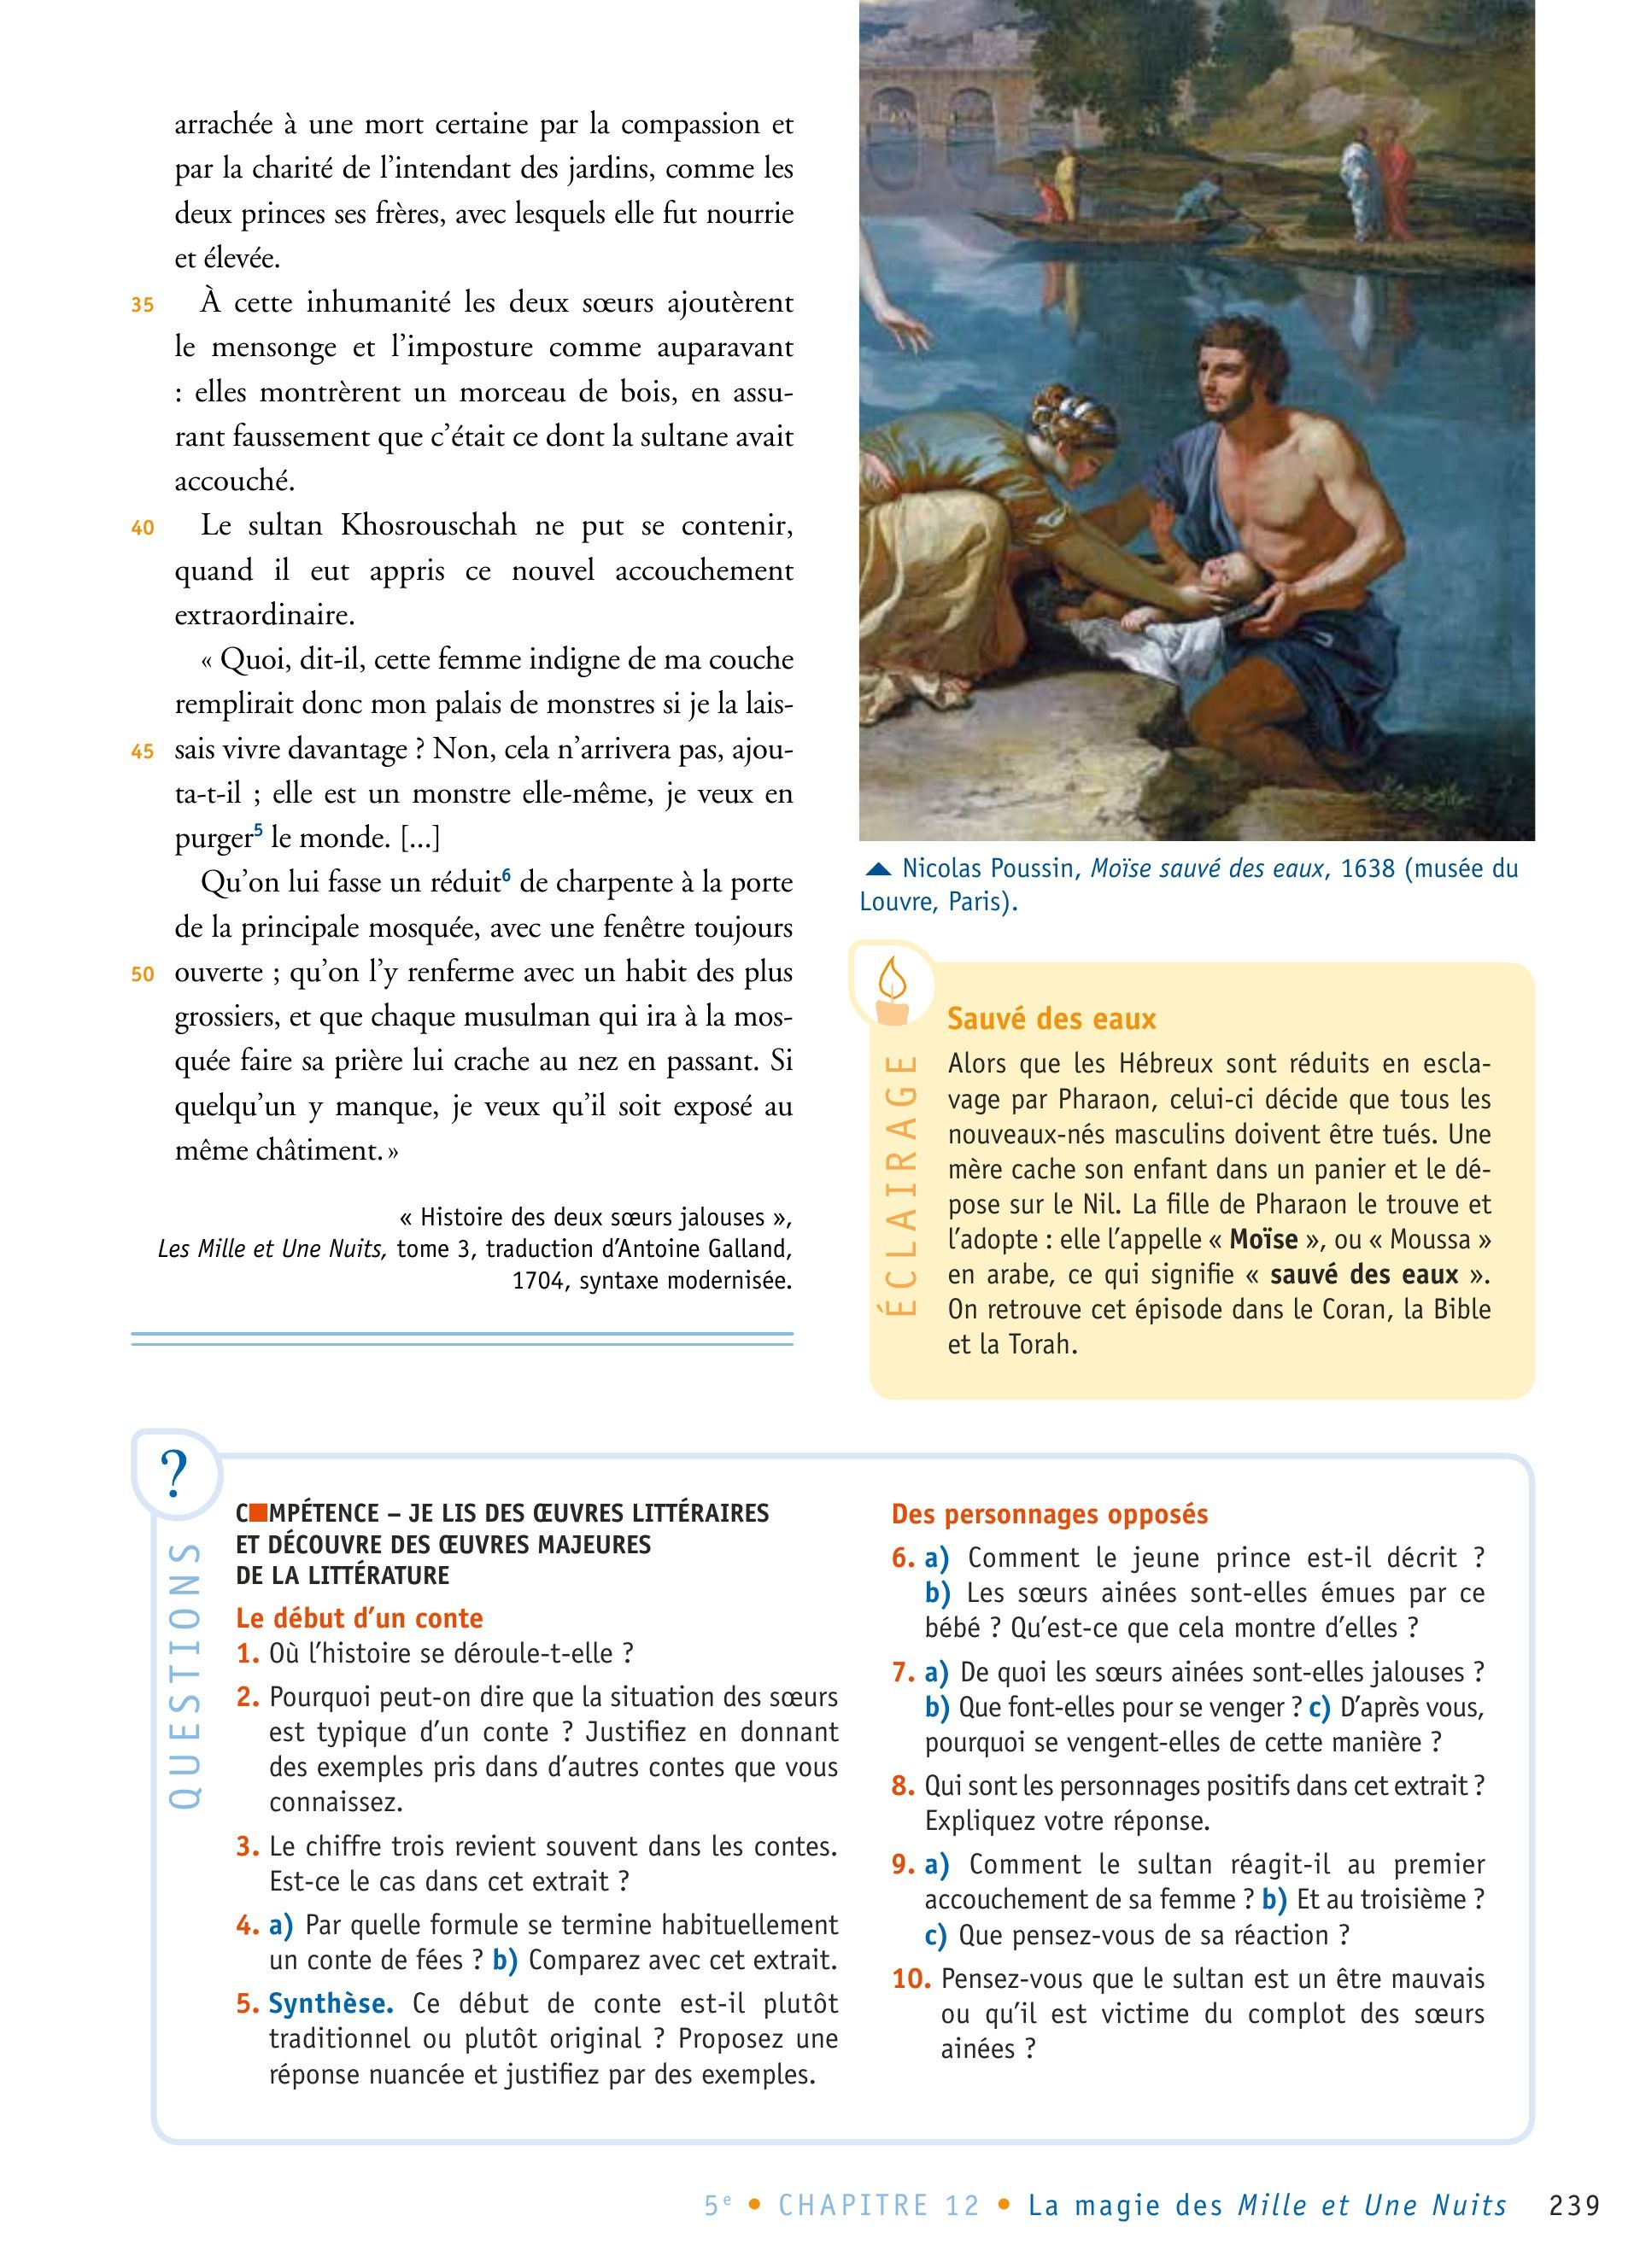 arrachée à une mort certaine par la compassion et
par la charité de l'intendant des jardins, comme les
deux princes ses frères, avec lesquels elle fut nourrie
et élevée.
35 À cette inhumanité les deux sœurs ajoutèrent
le mensonge et l'imposture comme auparavant
: elles montrèrent un morceau de bois, en assu-
rant faussement que c'était ce dont la sultane avait
accouché.
40 Le sultan Khosrouschah ne put se contenir,
quand il eut appris ce nouvel accouchement
extraordinaire.
« Quoi, dit-il, cette femme indigne de ma couche
remplirait donc mon palais de monstres si je la lais-
45 sais vivre davantage ? Non, cela n'arrivera pas, ajou-
ta-t-il ; elle est un monstre elle-même, je veux en
purger5 le monde. [...]
Qu'on lui fasse un réduit6 de charpente à la porte
de la principale mosquée, avec une fenêtre toujours
50 ouverte ; qu'on l'y renferme avec un habit des plus
grossiers, et que chaque musulman qui ira à la mos-
quée faire sa prière lui crache au nez en passant. Si
quelqu'un y manque, je veux qu'il soit exposé au
même châtiment. »
« Histoire des deux sœurs jalouses »,
Les Mille et Une Nuits, tome 3, traduction d'Antoine Galland,
1704, syntaxe modernisée.
▲ Nicolas Poussin, Moïse sauvé des eaux, 1638 (musée du
Louvre, Paris).
ÉCLAIRAGE
Sauvé des eaux
Alors que les Hébreux sont réduits en escla-
vage par Pharaon, celui-ci décide que tous les
nouveaux-nés masculins doivent être tués. Une
mère cache son enfant dans un panier et le dé-
pose sur le Nil. La fille de Pharaon le trouve et
l'adopte : elle l'appelle « Moïse », ou « Moussa »
en arabe, ce qui signifie « sauvé des eaux ».
On retrouve cet épisode dans le Coran, la Bible
et la Torah.
?
QUESTIONS
C■MPÉTENCE – JE LIS DES ŒUVRES LITTÉRAIRES
ET DÉCOUVRE DES ŒUVRES MAJEURES
DE LA LITTÉRATURE
Le début d'un conte
1. Où l'histoire se déroule-t-elle ?
2. Pourquoi peut-on dire que la situation des sœurs
est typique d'un conte ? Justifiez en donnant
des exemples pris dans d'autres contes que vous
connaissez.
3. Le chiffre trois revient souvent dans les contes.
Est-ce le cas dans cet extrait ?
4. a) Par quelle formule se termine habituellement
un conte de fées ? b) Comparez avec cet extrait.
5. Synthèse. Ce début de conte est-il plutôt
traditionnel ou plutôt original ? Proposez une
réponse nuancée et justifiez par des exemples.
Des personnages opposés
6. a) Comment le jeune prince est-il décrit ?
b) Les sœurs ainées sont-elles émues par ce
bébé ? Qu'est-ce que cela montre d'elles ?
7. a) De quoi les sœurs ainées sont-elles jalouses ?
b) Que font-elles pour se venger ? c) D'après vous,
pourquoi se vengent-elles de cette manière ?
8. Qui sont les personnages positifs dans cet extrait ?
Expliquez votre réponse.
9. a) Comment le sultan réagit-il au premier
accouchement de sa femme ? b) Et au troisième ?
c) Que pensez-vous de sa réaction ?
10. Pensez-vous que le sultan est un être mauvais
ou qu'il est victime du complot des sœurs
ainées ?
5e • CHAPITRE 12 • La magie des Mille et Une Nuits 239